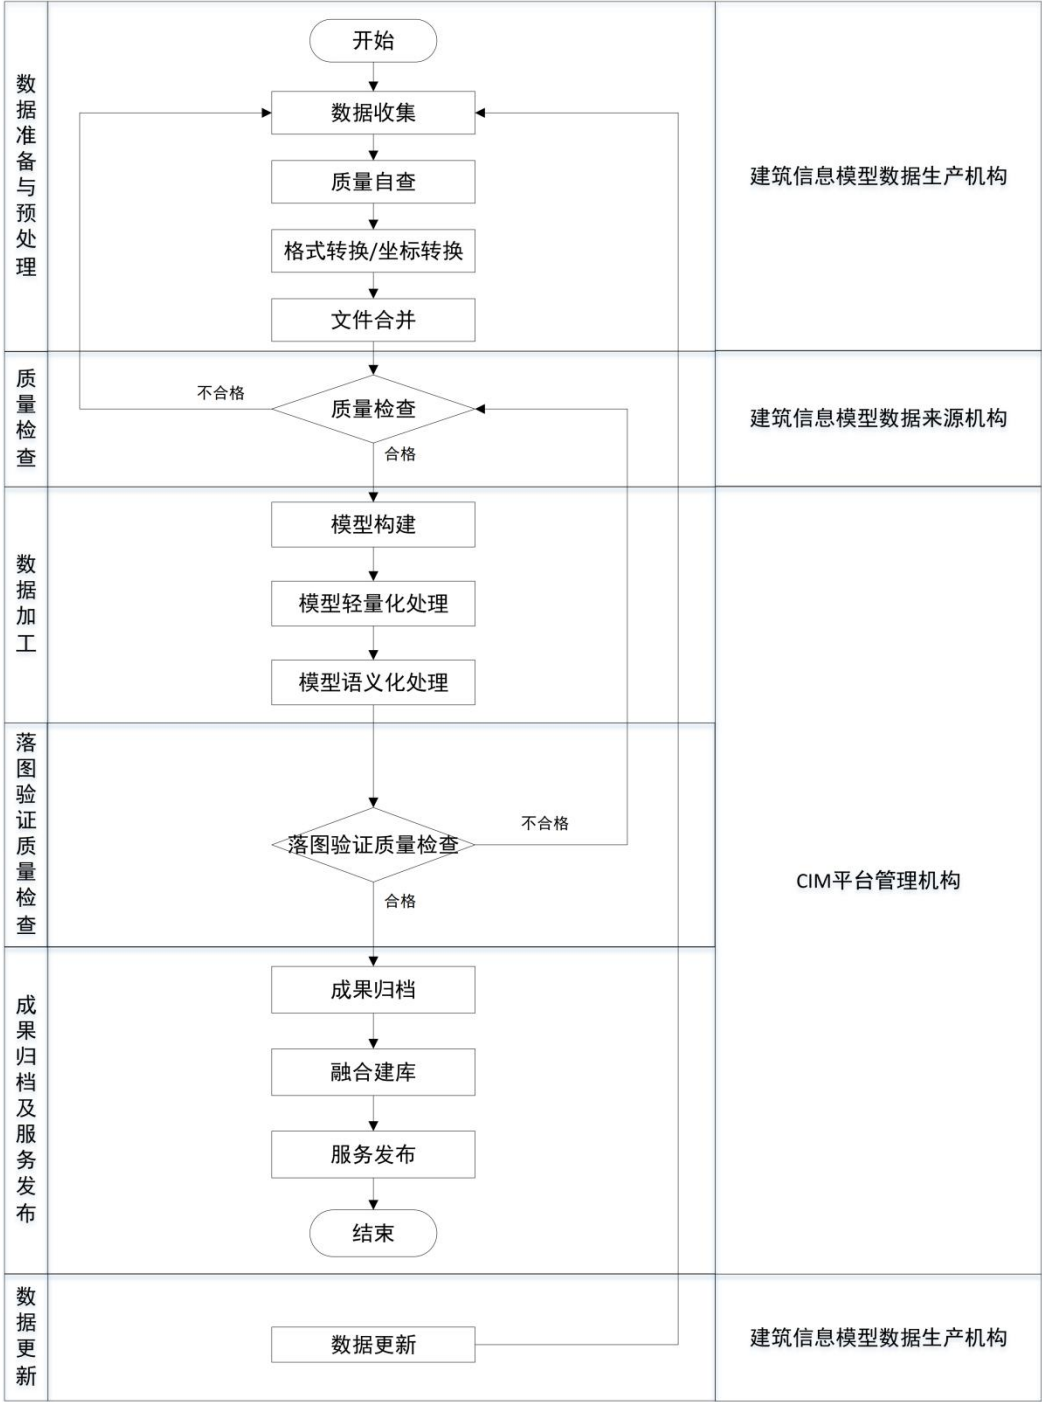 数据准备与预处理
开始
数据收集
质量自查
格式转换/坐标转换
文件合并
建筑信息模型数据生产机构
质量检查
不合格
质量检查
合格
建筑信息模型数据来源机构
数据加工
模型构建
模型轻量化处理
模型语义化处理
落图验证质量检查
落图验证质量检查
不合格
合格
CIM平台管理机构
成果归档及服务发布
成果归档
融合建库
服务发布
结束
数据更新
数据更新
建筑信息模型数据生产机构